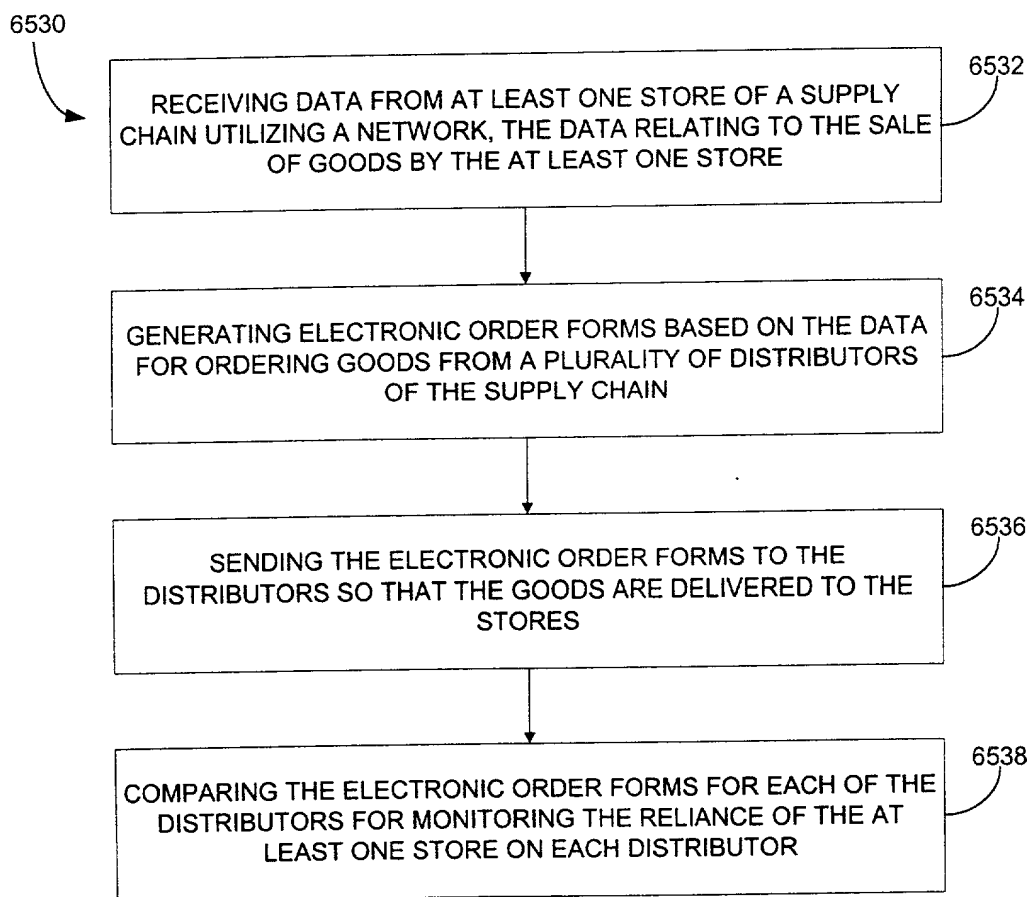 6530
6532
RECEIVING DATA FROM AT LEAST ONE STORE OF A SUPPLY
CHAIN UTILIZING A NETWORK, THE DATA RELATING TO THE SALE
OF GOODS BY THE AT LEAST ONE STORE
6534
GENERATING ELECTRONIC ORDER FORMS BASED ON THE DATA
FOR ORDERING GOODS FROM A PLURALITY OF DISTRIBUTORS
OF THE SUPPLY CHAIN
6536
SENDING THE ELECTRONIC ORDER FORMS TO THE
DISTRIBUTORS SO THAT THE GOODS ARE DELIVERED TO THE
STORES
6538
COMPARING THE ELECTRONIC ORDER FORMS FOR EACH OF THE
DISTRIBUTORS FOR MONITORING THE RELIANCE OF THE AT
LEAST ONE STORE ON EACH DISTRIBUTOR